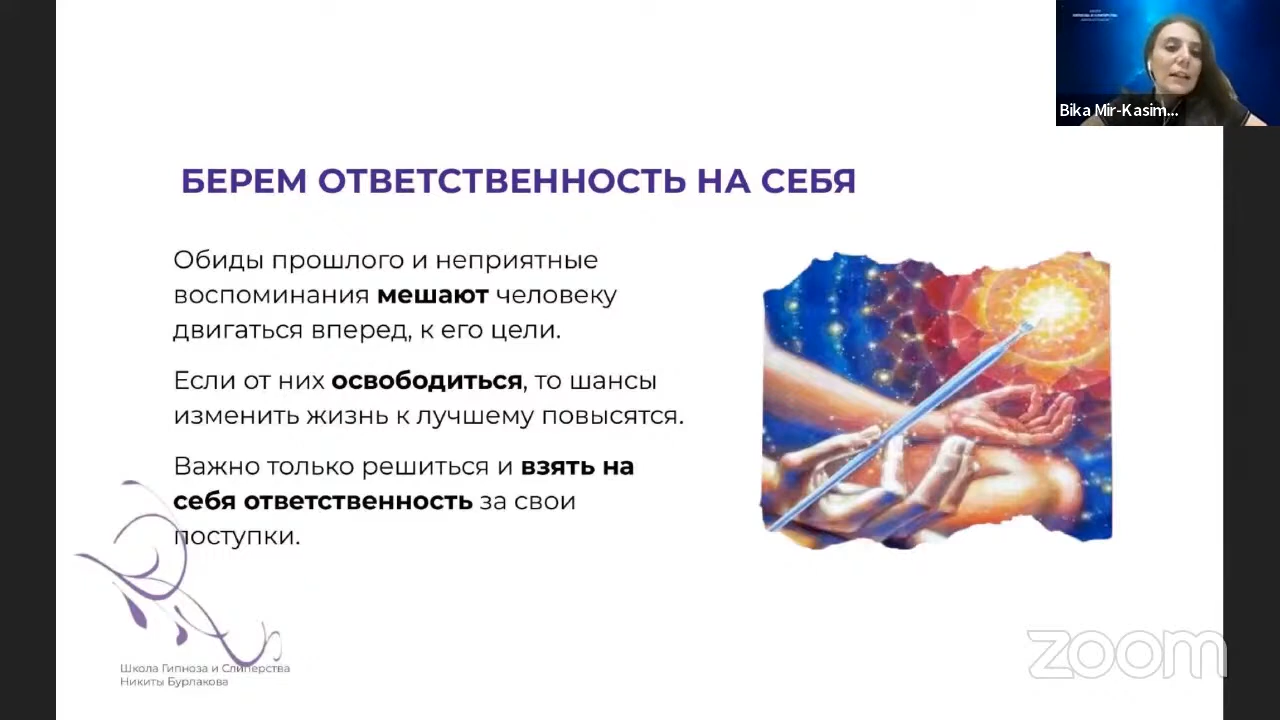 Bika Mir-Kasim...
БЕРЕМ ОТВЕТСТВЕННОСТЬ НА СЕБЯ
Обиды прошлого и неприятные
воспоминания мешают человеку
двигаться вперед, к его цели.
Если от них освободиться, то шансы
изменить жизнь к лучшему повысятся.
Важно только решиться и взять на
себя ответственность за свои
поступки.
Школа Гипноза и Слиперства
Никиты Бурлакова
zoom